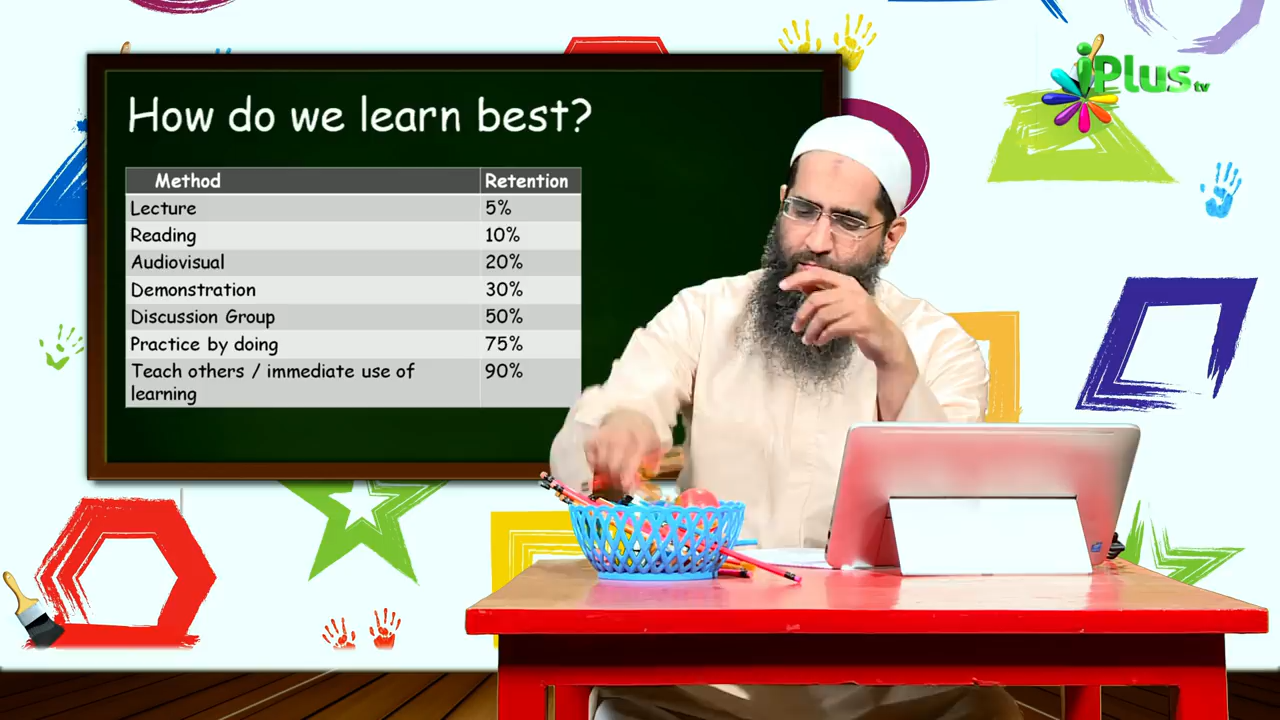 iPlus tv
How do we learn best?
Method Retention
Lecture 5%
Reading 10%
Audiovisual 20%
Demonstration 30%
Discussion Group 50%
Practice by doing 75%
Teach others / immediate use of 90%
learning